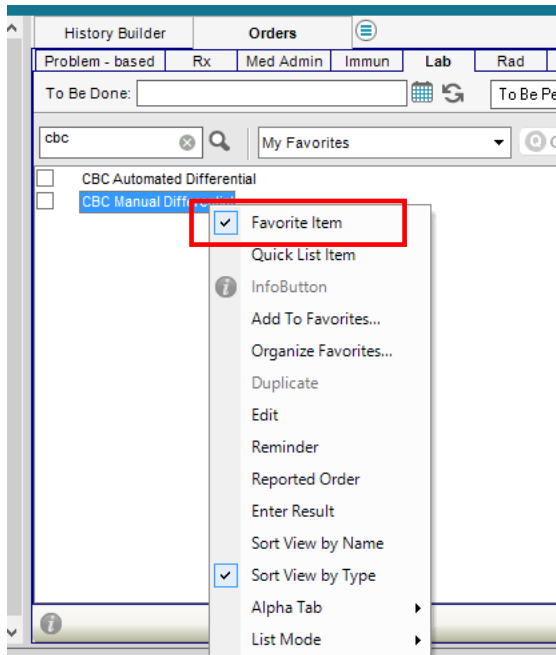 History Builder Orders
Problem - based Rx Med Admin Immun Lab Rad
To Be Done: To Be Pe
cbc My Favorites
CBC Automated Differential
CBC Manual Differential
Favorite Item
Quick List Item
InfoButton
Add To Favorites...
Organize Favorites...
Duplicate
Edit
Reminder
Reported Order
Enter Result
Sort View by Name
Sort View by Type
Alpha Tab
List Mode